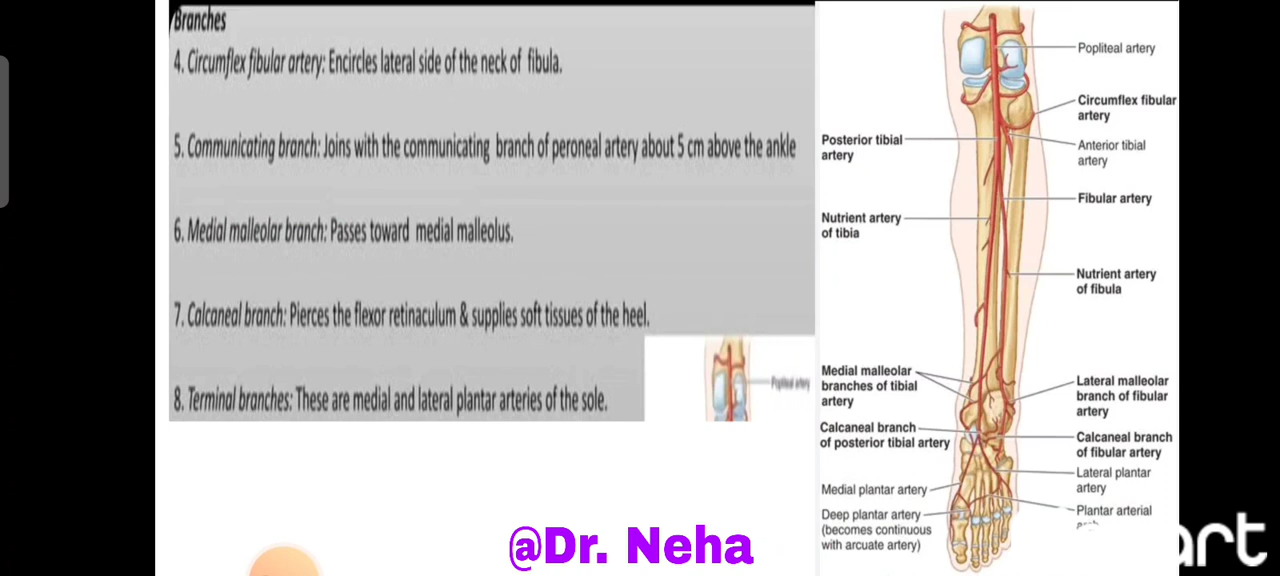 Branches
4. Circumflex fibular artery: Encircles lateral side of the neck of fibula.
5. Communicating branch: Joins with the communicating branch of peroneal artery about 5 cm above the ankle
6. Medial malleolar branch: Passes toward medial malleolus.
7. Calcaneal branch: Pierces the flexor retinaculum & supplies soft tissues of the heel.
8. Terminal branches: These are medial and lateral plantar arteries of the sole.
Popliteal artery
@Dr. Neha
Popliteal artery
Circumflex fibular
artery
Posterior tibial
artery
Anterior tibial
artery
Fibular artery
Nutrient artery
of tibia
Nutrient artery
of fibula
Medial malleolar
branches of tibial
artery
Lateral malleolar
branch of fibular
artery
Calcaneal branch
of posterior tibial artery
Calcaneal branch
of fibular artery
Lateral plantar
artery
Medial plantar artery
Plantar arterial
Deep plantar artery
(becomes continuous
with arcuate artery)
art